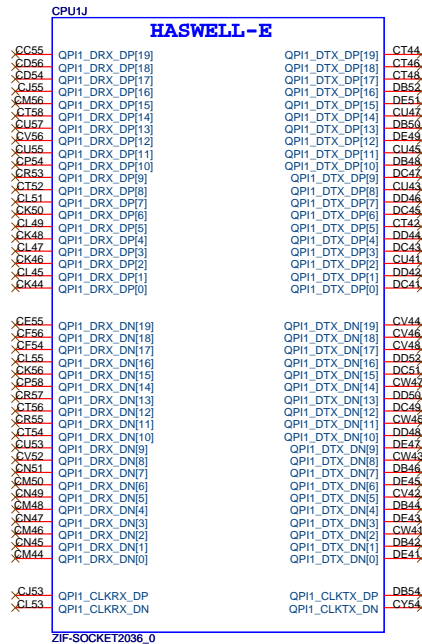 CPU1J
HASWELL-E
CC55 QPI1_DRX_DP[19] QPI1_DTX_DP[19] CT44
CD56 QPI1_DRX_DP[18] QPI1_DTX_DP[18] CT46
CD54 QPI1_DRX_DP[17] QPI1_DTX_DP[17] CT48
CJ55 QPI1_DRX_DP[16] QPI1_DTX_DP[16] DB52
CM56 QPI1_DRX_DP[15] QPI1_DTX_DP[15] DE51
CT58 QPI1_DRX_DP[14] QPI1_DTX_DP[14] CU47
CU57 QPI1_DRX_DP[13] QPI1_DTX_DP[13] DB50
CV56 QPI1_DRX_DP[12] QPI1_DTX_DP[12] DE49
CU55 QPI1_DRX_DP[11] QPI1_DTX_DP[11] CU45
CP54 QPI1_DRX_DP[10] QPI1_DTX_DP[10] DB48
CR53 QPI1_DRX_DP[9] QPI1_DTX_DP[9] DC47
CT52 QPI1_DRX_DP[8] QPI1_DTX_DP[8] CU43
CL51 QPI1_DRX_DP[7] QPI1_DTX_DP[7] DD46
CK50 QPI1_DRX_DP[6] QPI1_DTX_DP[6] DC45
CL49 QPI1_DRX_DP[5] QPI1_DTX_DP[5] CT42
CK48 QPI1_DRX_DP[4] QPI1_DTX_DP[4] DD44
CL47 QPI1_DRX_DP[3] QPI1_DTX_DP[3] DC43
CK46 QPI1_DRX_DP[2] QPI1_DTX_DP[2] CU41
CL45 QPI1_DRX_DP[1] QPI1_DTX_DP[1] DD42
CK44 QPI1_DRX_DP[0] QPI1_DTX_DP[0] DC41
CE55 QPI1_DRX_DN[19] QPI1_DTX_DN[19] CV44
CF56 QPI1_DRX_DN[18] QPI1_DTX_DN[18] CV46
CF54 QPI1_DRX_DN[17] QPI1_DTX_DN[17] CV48
CL55 QPI1_DRX_DN[16] QPI1_DTX_DN[16] DD52
CK56 QPI1_DRX_DN[15] QPI1_DTX_DN[15] DC51
CP58 QPI1_DRX_DN[14] QPI1_DTX_DN[14] CW47
CR57 QPI1_DRX_DN[13] QPI1_DTX_DN[13] DD50
CT56 QPI1_DRX_DN[12] QPI1_DTX_DN[12] DC49
CR55 QPI1_DRX_DN[11] QPI1_DTX_DN[11] CW45
CT54 QPI1_DRX_DN[10] QPI1_DTX_DN[10] DD48
CU53 QPI1_DRX_DN[9] QPI1_DTX_DN[9] DE47
CV52 QPI1_DRX_DN[8] QPI1_DTX_DN[8] CW43
CN51 QPI1_DRX_DN[7] QPI1_DTX_DN[7] DB46
CM50 QPI1_DRX_DN[6] QPI1_DTX_DN[6] DE45
CN49 QPI1_DRX_DN[5] QPI1_DTX_DN[5] CV42
CM48 QPI1_DRX_DN[4] QPI1_DTX_DN[4] DB44
CN47 QPI1_DRX_DN[3] QPI1_DTX_DN[3] DE43
CM46 QPI1_DRX_DN[2] QPI1_DTX_DN[2] CW41
CN45 QPI1_DRX_DN[1] QPI1_DTX_DN[1] DB42
CM44 QPI1_DRX_DN[0] QPI1_DTX_DN[0] DE41
CJ53 QPI1_CLKRX_DP QPI1_CLKTX_DP DB54
CL53 QPI1_CLKRX_DN QPI1_CLKTX_DN CY54
ZIF-SOCKET2036_0